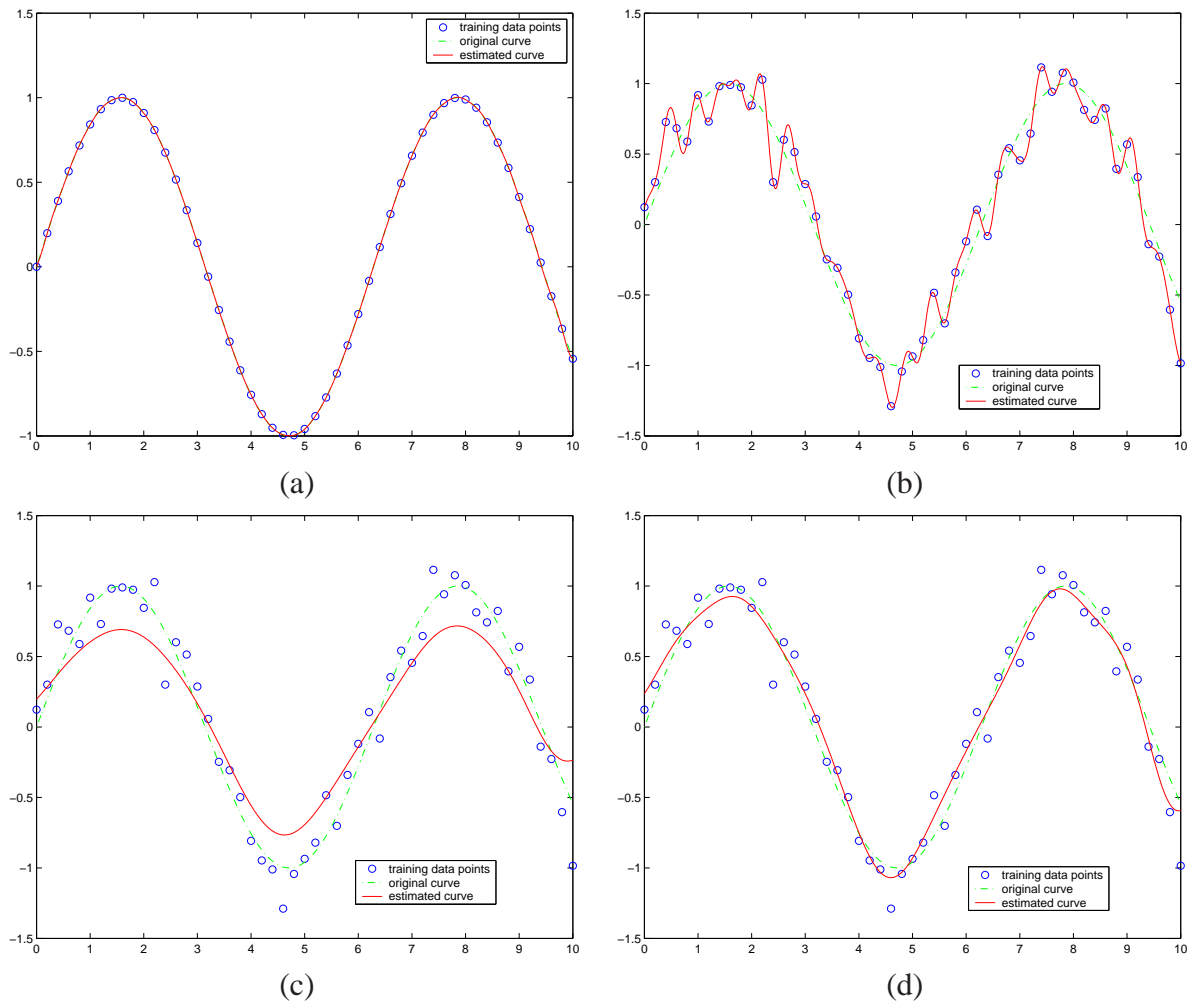 1.5
training data points
original curve
estimated curve
1
0.5
0
−0.5
−1
0 1 2 3 4 5 6 7 8 9 10
(a)
1.5
1
0.5
0
−0.5
−1
−1.5
training data points
original curve
estimated curve
0 1 2 3 4 5 6 7 8 9 10
(b)
1.5
1
0.5
0
−0.5
−1
−1.5
training data points
original curve
estimated curve
0 1 2 3 4 5 6 7 8 9 10
(c)
1.5
1
0.5
0
−0.5
−1
−1.5
training data points
original curve
estimated curve
0 1 2 3 4 5 6 7 8 9 10
(d)